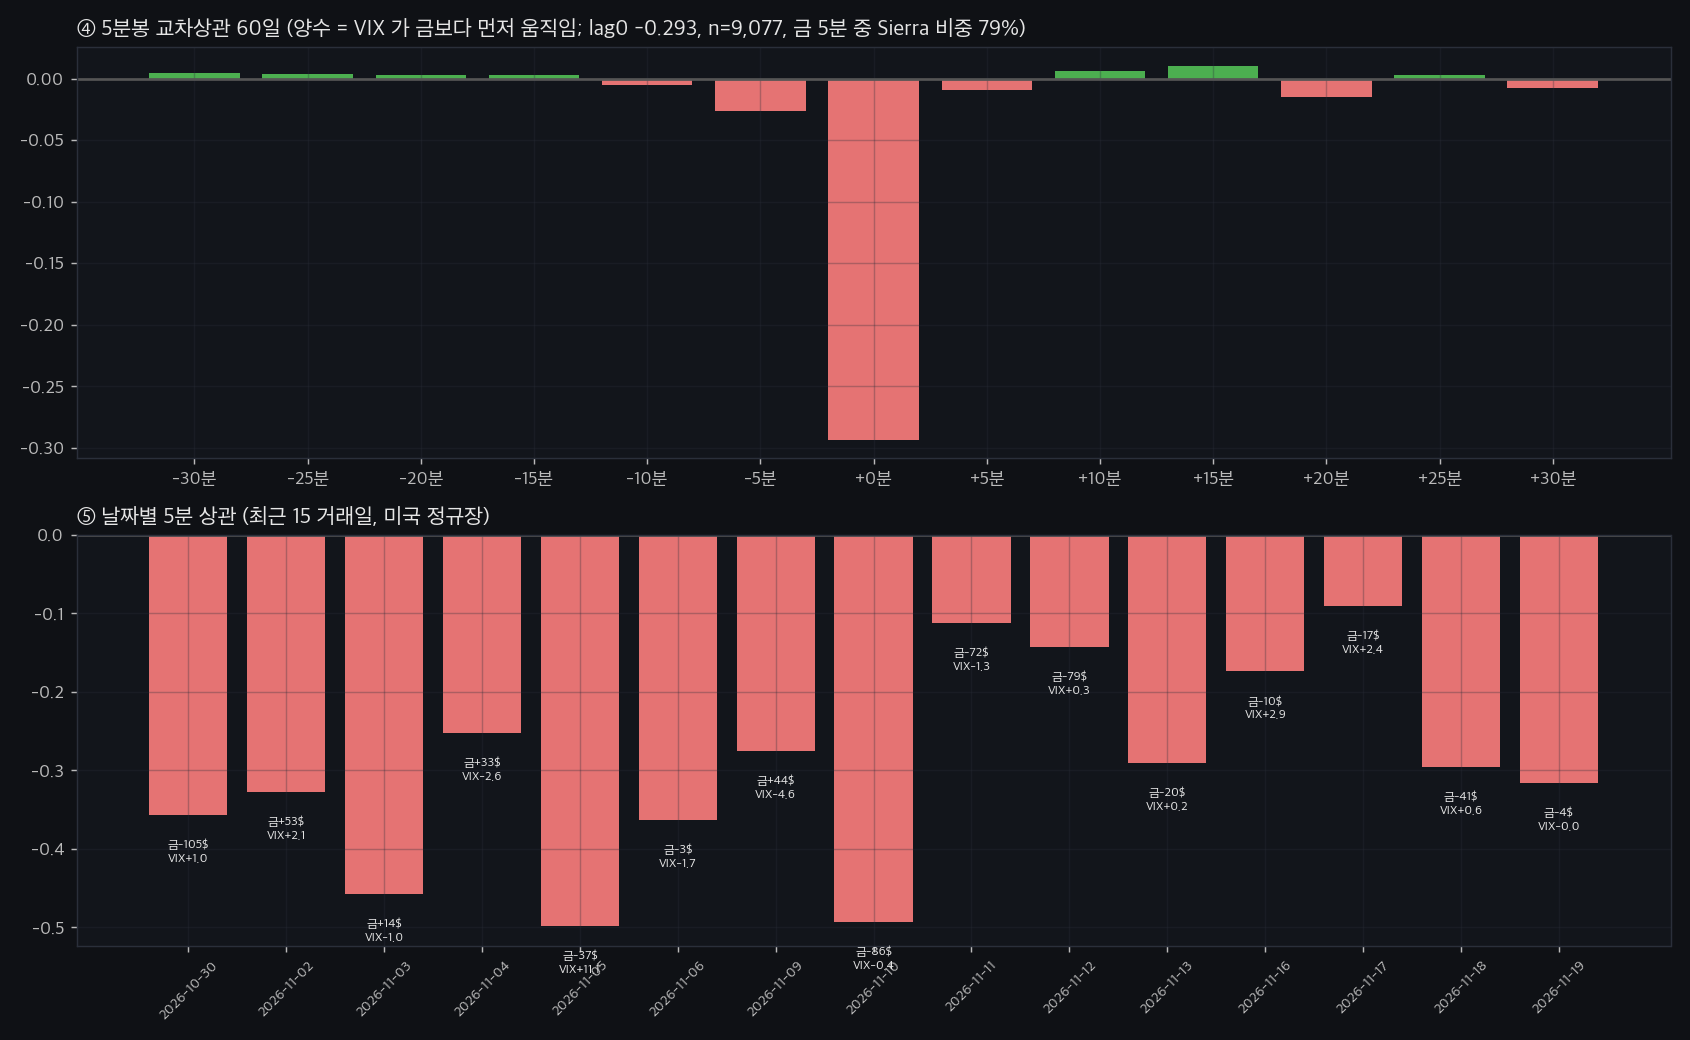 ④ 5분봉 교차상관 60일 (양수 = VIX 가 금보다 먼저 움직임; lag0 -0.293, n=9,077, 금 5분 중 Sierra 비중 79%)
0.00
-0.05
-0.10
-0.15
-0.20
-0.25
-0.30
-30분 -25분 -20분 -15분 -10분 -5분 +0분 +5분 +10분 +15분 +20분 +25분 +30분
⑤ 날짜별 5분 상관 (최근 15 거래일, 미국 정규장)
0.0
-0.1
-0.2
-0.3
-0.4
-0.5
금-105$
VIX+1.0
금+53$
VIX+2.1
금+14$
VIX-1.0
금+33$
VIX-2.6
금-37$
금-3$
VIX-1.7
금+44$
VIX-4.6
금-86$
VIX-0.4
금-72$
VIX-1.3
금-79$
VIX+0.3
금-20$
VIX+0.2
금-10$
VIX+2.9
금-17$
VIX+2.4
금-41$
VIX+0.6
금-4$
VIX-0.0
2026-10-30 2026-11-02 2026-11-03 2026-11-04 2026-11-05 2026-11-06 2026-11-09 2026-11-10 2026-11-11 2026-11-12 2026-11-13 2026-11-16 2026-11-17 2026-11-18 2026-11-19